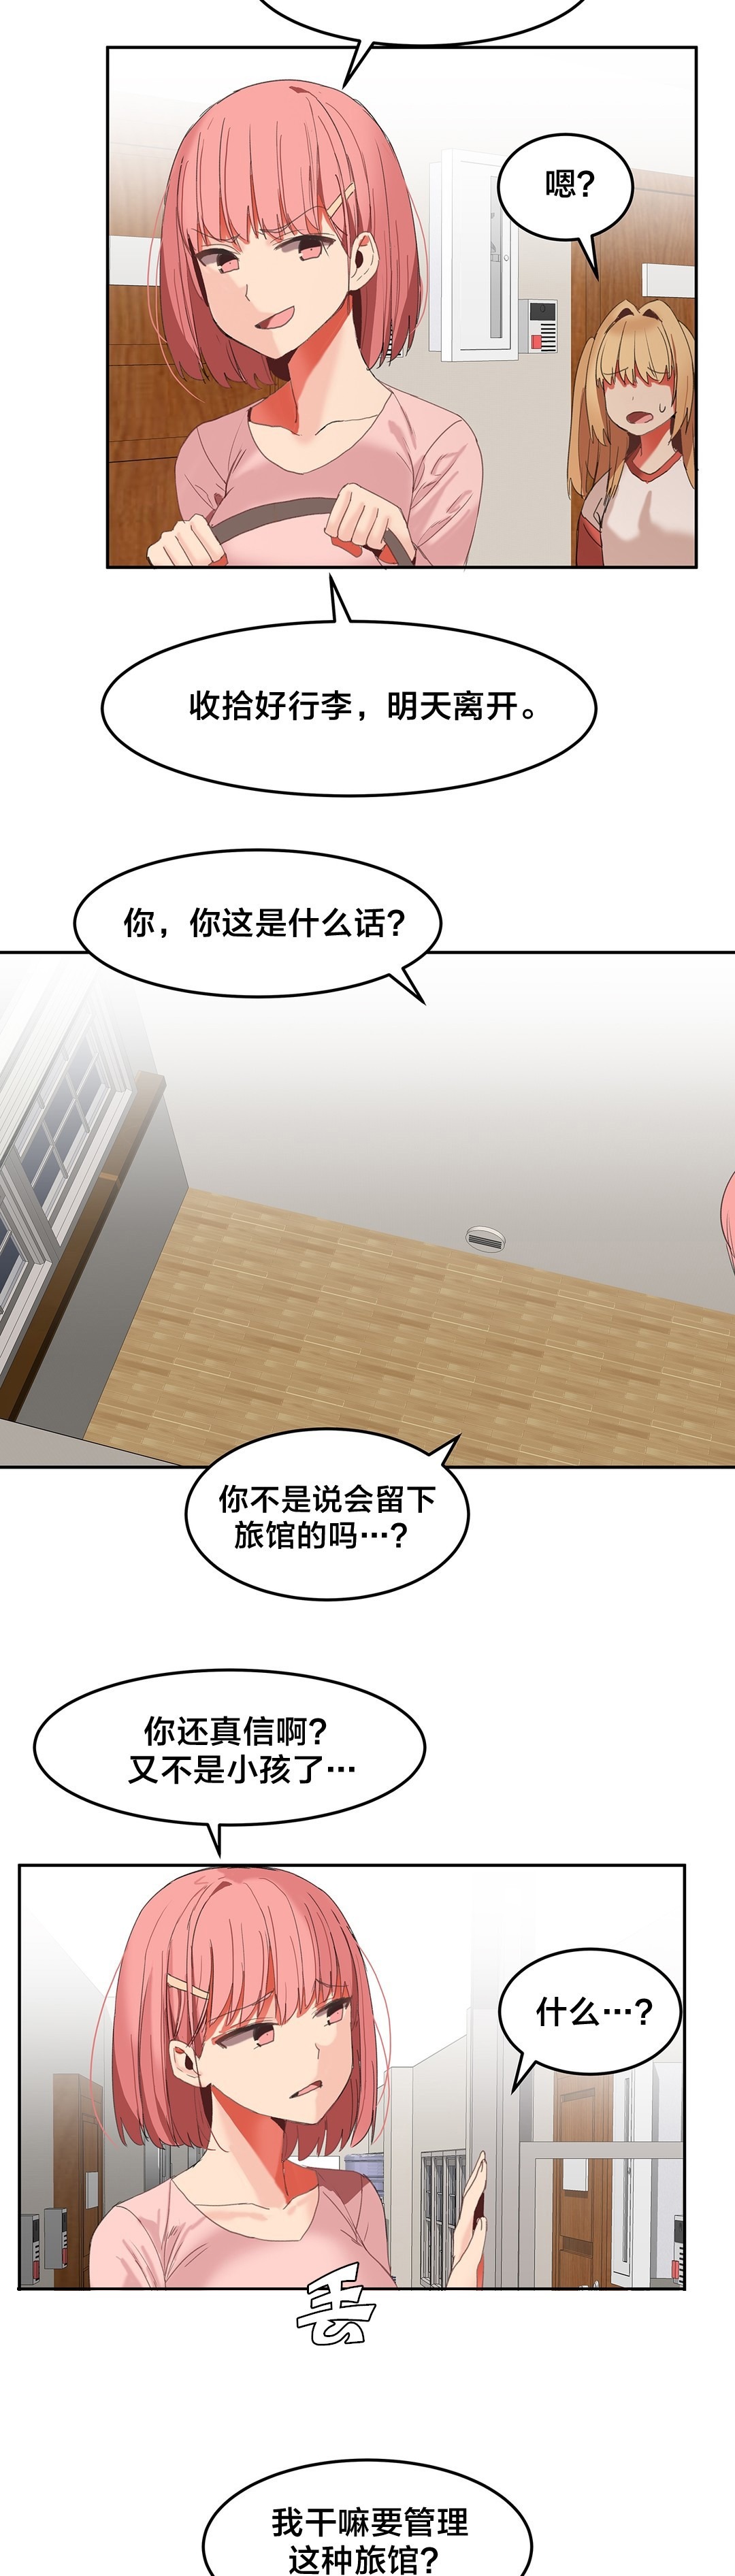 嗯?
收拾好行李，明天离开。
你，你这是什么话?
你不是说会留下
旅馆的吗…?
你还真信啊?
又不是小孩了…
什么…?
丢
我干嘛要管理
这种旅馆?